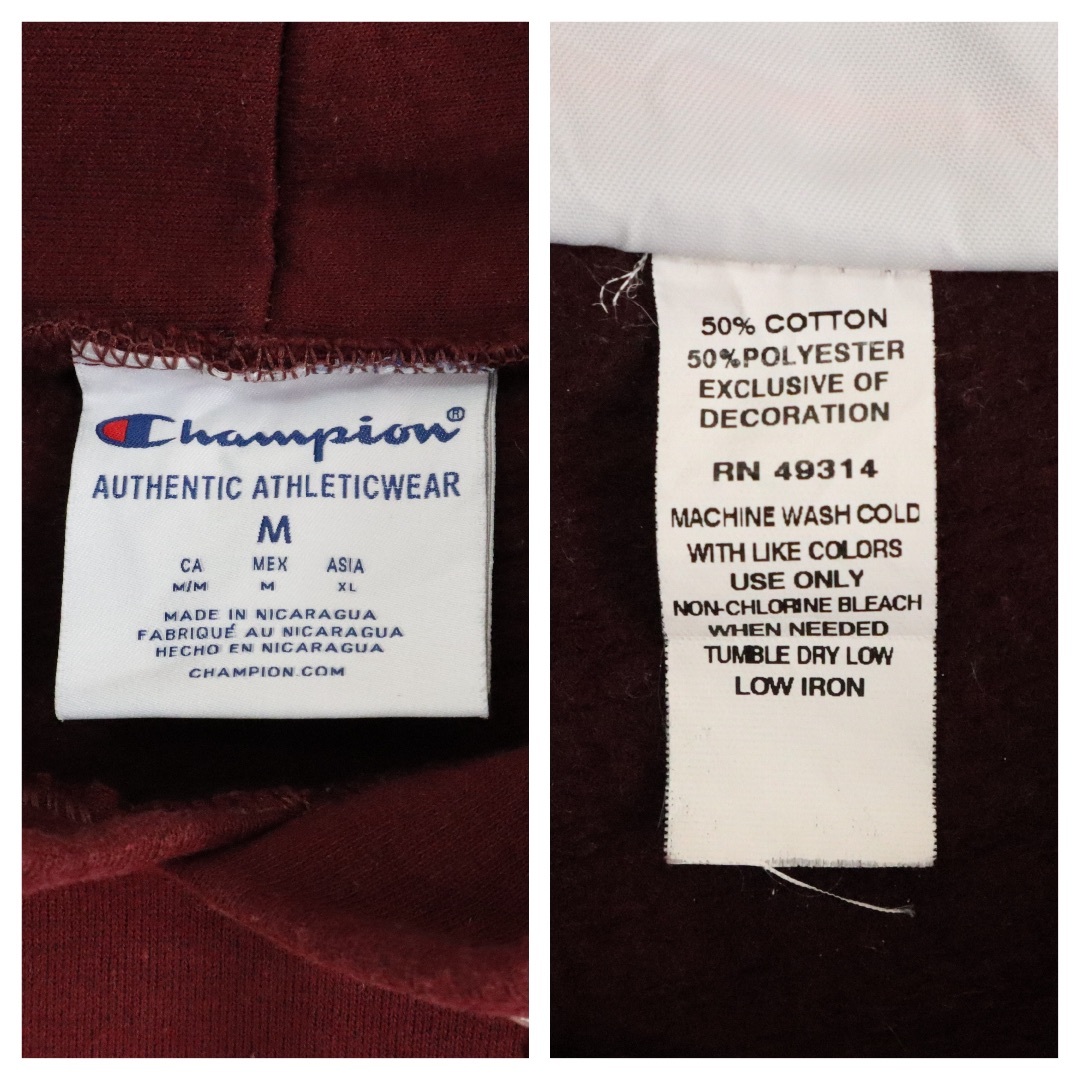 Champion®
AUTHENTIC ATHLETICWEAR
M
CA MEX ASIA
M/M M XL
MADE IN NICARAGUA
FABRIQUÉ AU NICARAGUA
HECHO EN NICARAGUA
CHAMPION.COM
50% COTTON
50%POLYESTER
EXCLUSIVE OF
DECORATION
RN 49314
MACHINE WASH COLD
WITH LIKE COLORS
USE ONLY
NON-CHLORINE BLEACH
WHEN NEEDED
TUMBLE DRY LOW
LOW IRON